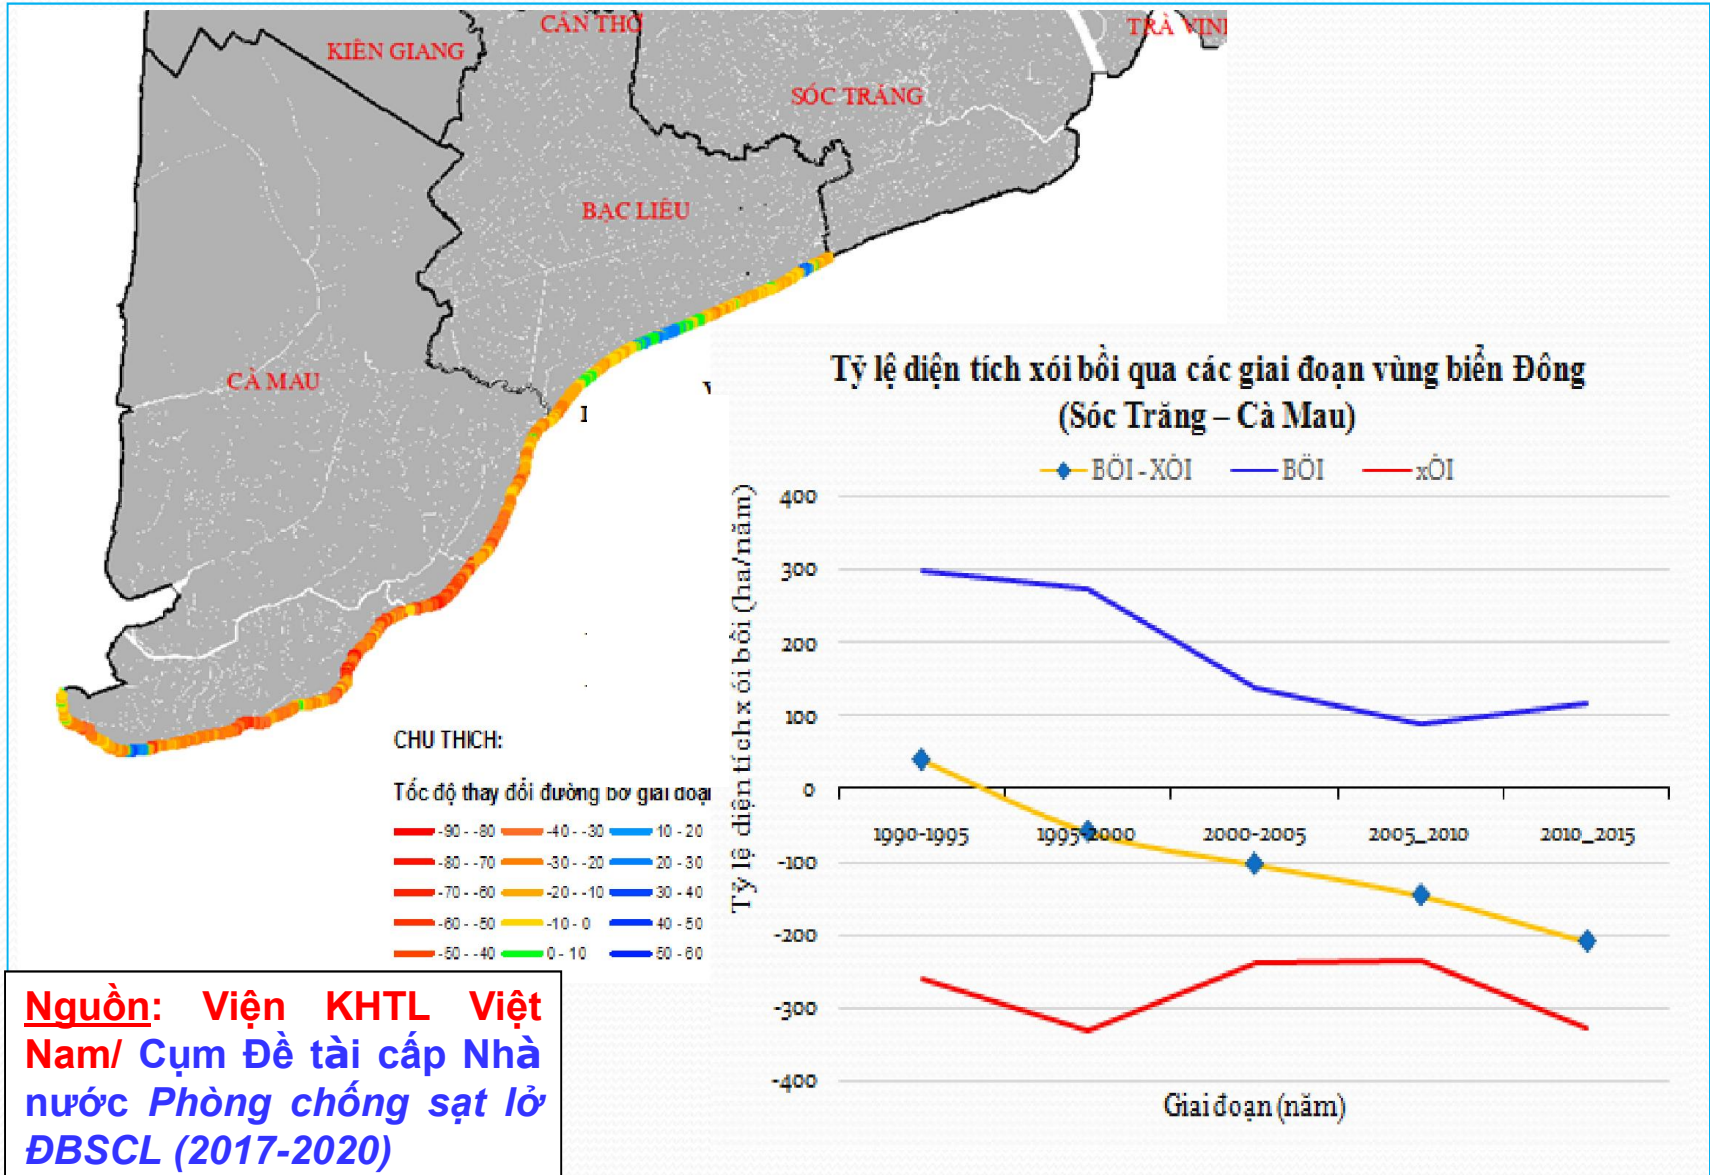 CẦN THƠ
TRÀ VINH
KIÊN GIANG
SÓC TRĂNG
BẠC LIÊU
CÀ MAU
Tỷ lệ diện tích xói bồi qua các giai đoạn vùng biển Đông
(Sóc Trăng – Cà Mau)
BỒI - XÓI BỒI XÓI
Tỷ lệ diện tích xói bồi (ha/năm)
400
300
200
100
0
-100
-200
-300
-400
1990-1995 1995-2000 2000-2005 2005_2010 2010_2015
Giai đoạn (năm)
CHU THICH:
Tốc độ thay đổi đường bờ giai đoạn
-90 - -80 -40 - -30 10 - 20
-80 - -70 -30 - -20 20 - 30
-70 - -60 -20 - -10 30 - 40
-60 - -50 -10 - 0 40 - 50
-50 - -40 0 - 10 50 - 60
Nguồn: Viện KHTL Việt
Nam/ Cụm Đề tài cấp Nhà
nước Phòng chống sạt lở
ĐBSCL (2017-2020)